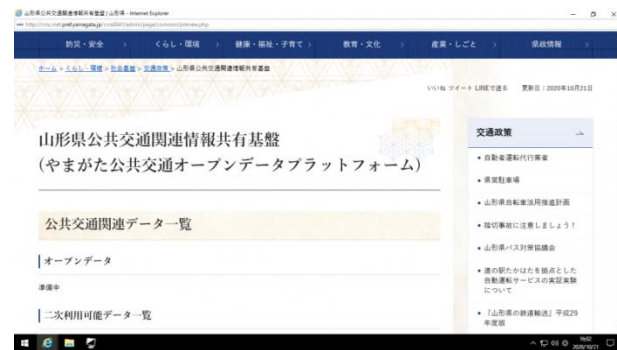 山形県公共交通関連情報共有基盤 | 山形県 - Internet Explorer
防災・安全
くらし・環境
健康・福祉・子育て
教育・文化
産業・しごと
県政情報
ホーム > くらし・環境 > 社会基盤 > 交通政策 > 山形県公共交通関連情報共有基盤
いいね ツイート LINEで送る 更新日：2020年10月21日
山形県公共交通関連情報共有基盤
(やまがた公共交通オープンデータプラットフォーム)
公共交通関連データ一覧
オープンデータ
準備中
二次利用可能データ一覧
交通政策
自動車運転代行業者
県営駐車場
山形県自転車活用推進計画
踏切事故に注意しましょう！
山形県バス対策協議会
道の駅たかはたを拠点とした
自動運転サービスの実証実験
について
「山形県の鉄道輸送」平成29
年度版
16:02
2020/10/21